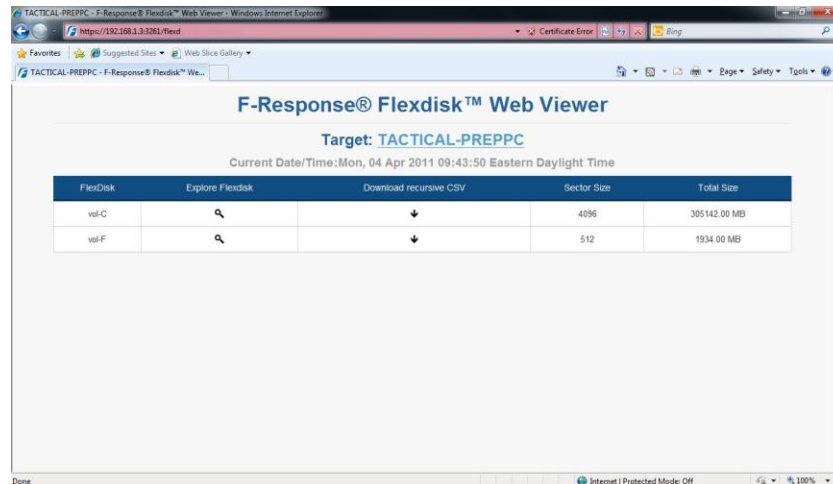 TACTICAL-PREPPC - F-Response® Flexdisk™ Web Viewer - Windows Internet Explorer
https://192.168.1.3:3261/flexd
Certificate Error
Bing
Favorites
Suggested Sites
Web Slice Gallery
TACTICAL-PREPPC - F-Response® Flexdisk™ We...
Page
Safety
Tools
F-Response® Flexdisk™ Web Viewer
Target: TACTICAL-PREPPC
Current Date/Time:Mon, 04 Apr 2011 09:43:50 Eastern Daylight Time
FlexDisk Explore Flexdisk Download recursive CSV Sector Size Total Size
vol-C 4096 305142.00 MB
vol-F 512 1934.00 MB
Done
Internet | Protected Mode: Off
100%